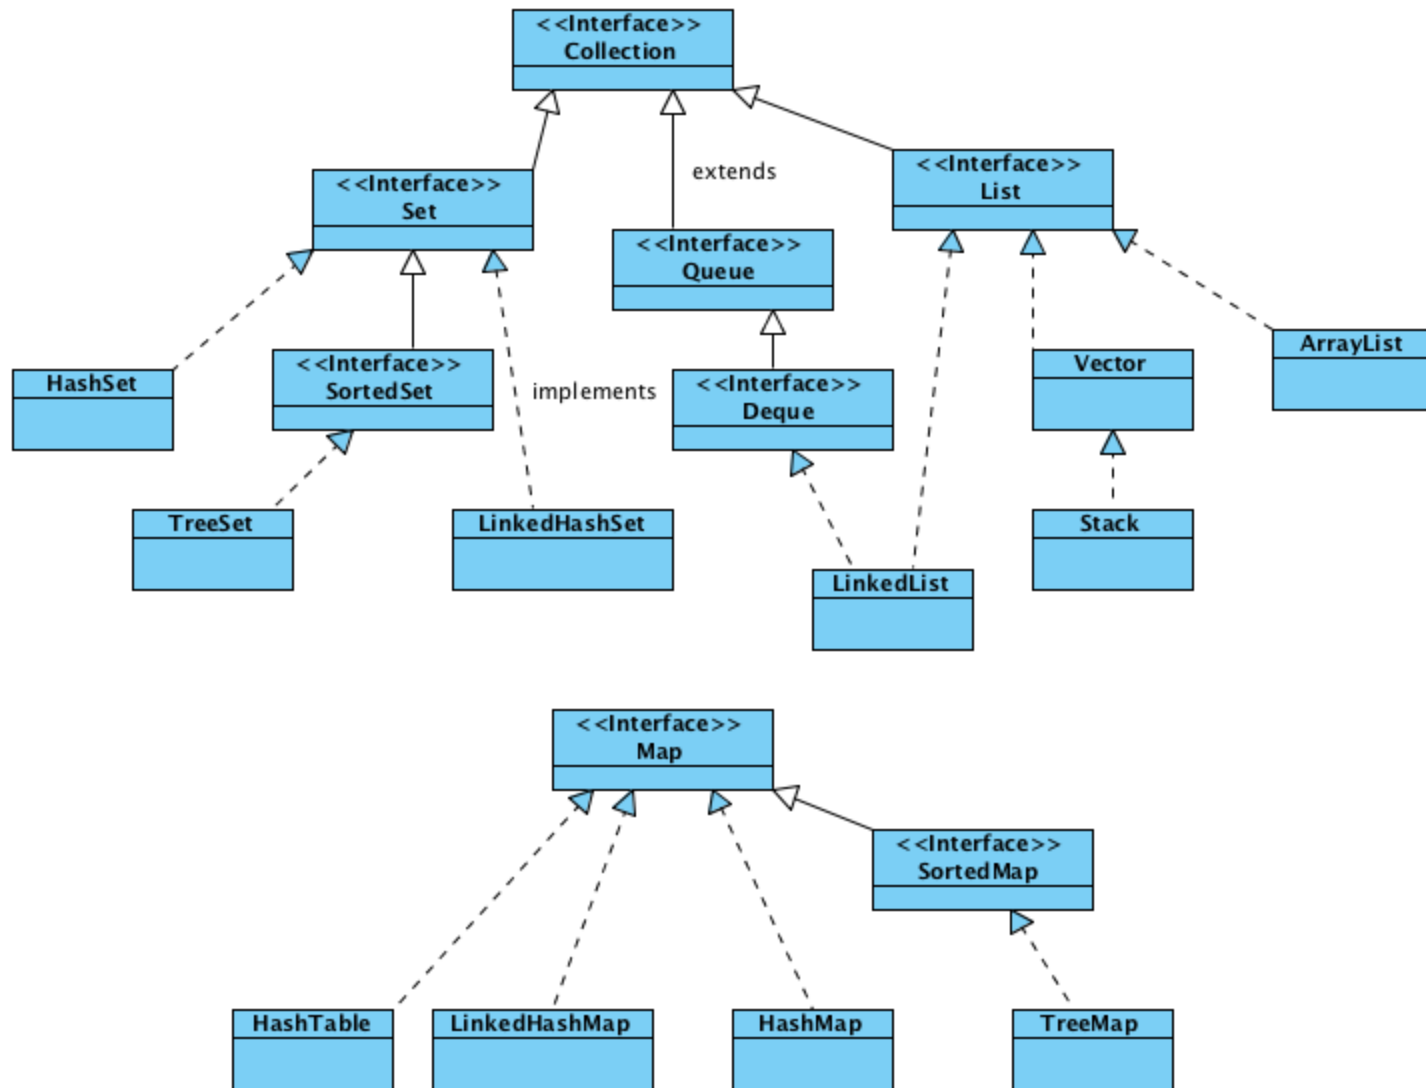 <<Interface>>
Collection
<<Interface>>
Set
extends
<<Interface>>
List
<<Interface>>
Queue
HashSet
<<Interface>>
SortedSet
implements
<<Interface>>
Deque
Vector
ArrayList
TreeSet
LinkedHashSet
LinkedList
Stack
<<Interface>>
Map
<<Interface>>
SortedMap
HashTable
LinkedHashMap
HashMap
TreeMap